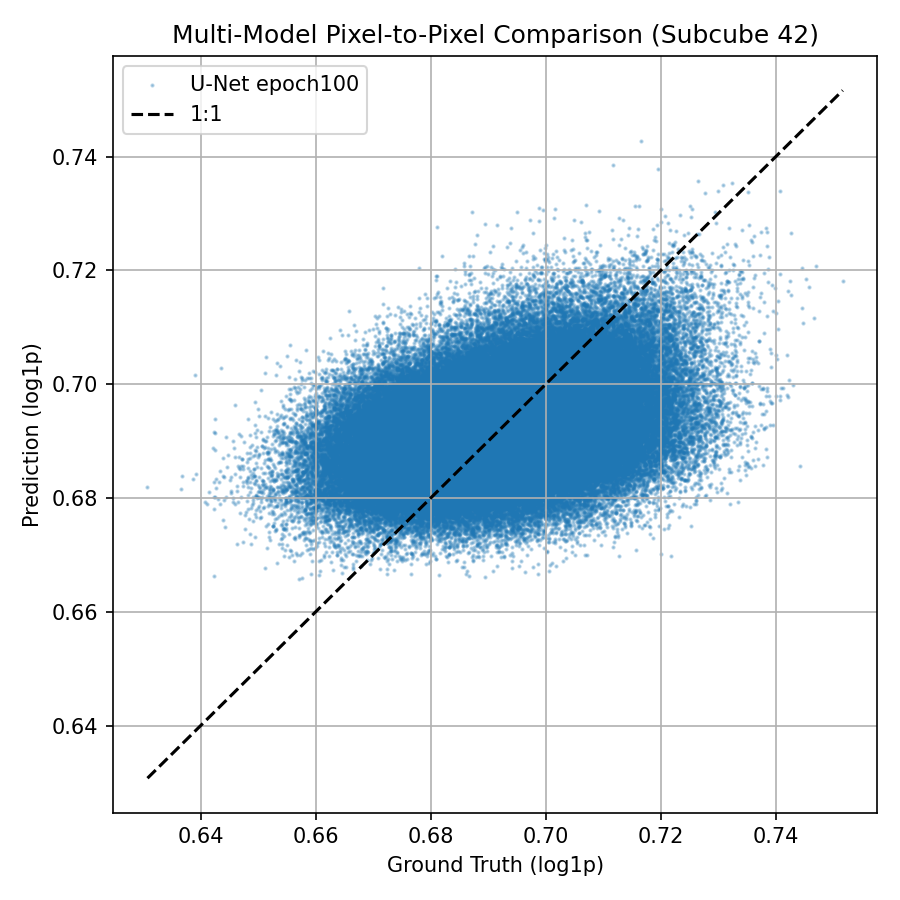 Multi-Model Pixel-to-Pixel Comparison (Subcube 42)
U-Net epoch100
1:1
Prediction (log1p)
0.74
0.72
0.70
0.68
0.66
0.64
0.64 0.66 0.68 0.70 0.72 0.74
Ground Truth (log1p)